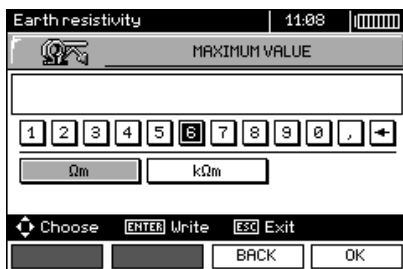 Earth resistivity 11:08
MAXIMUM VALUE
1 2 3 4 5 6 7 8 9 0 ,
Ωm kΩm
Choose ENTER Write ESC Exit
BACK OK